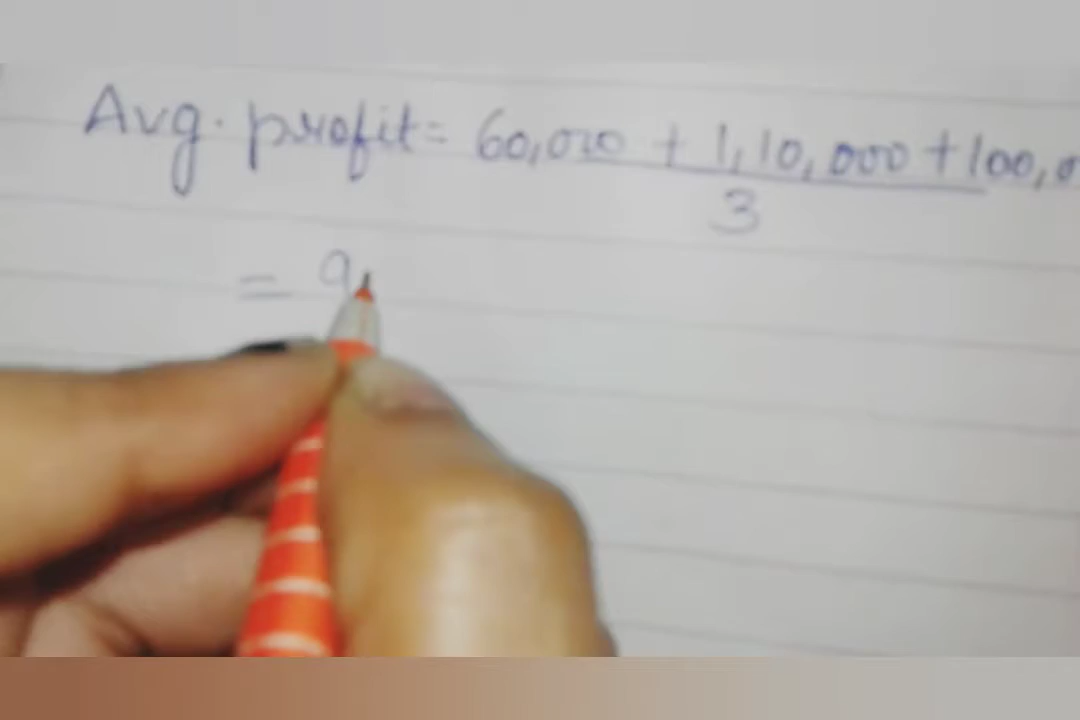 Avg. profit = 60,000 + 1,10,000 + 100,0
3
= 9